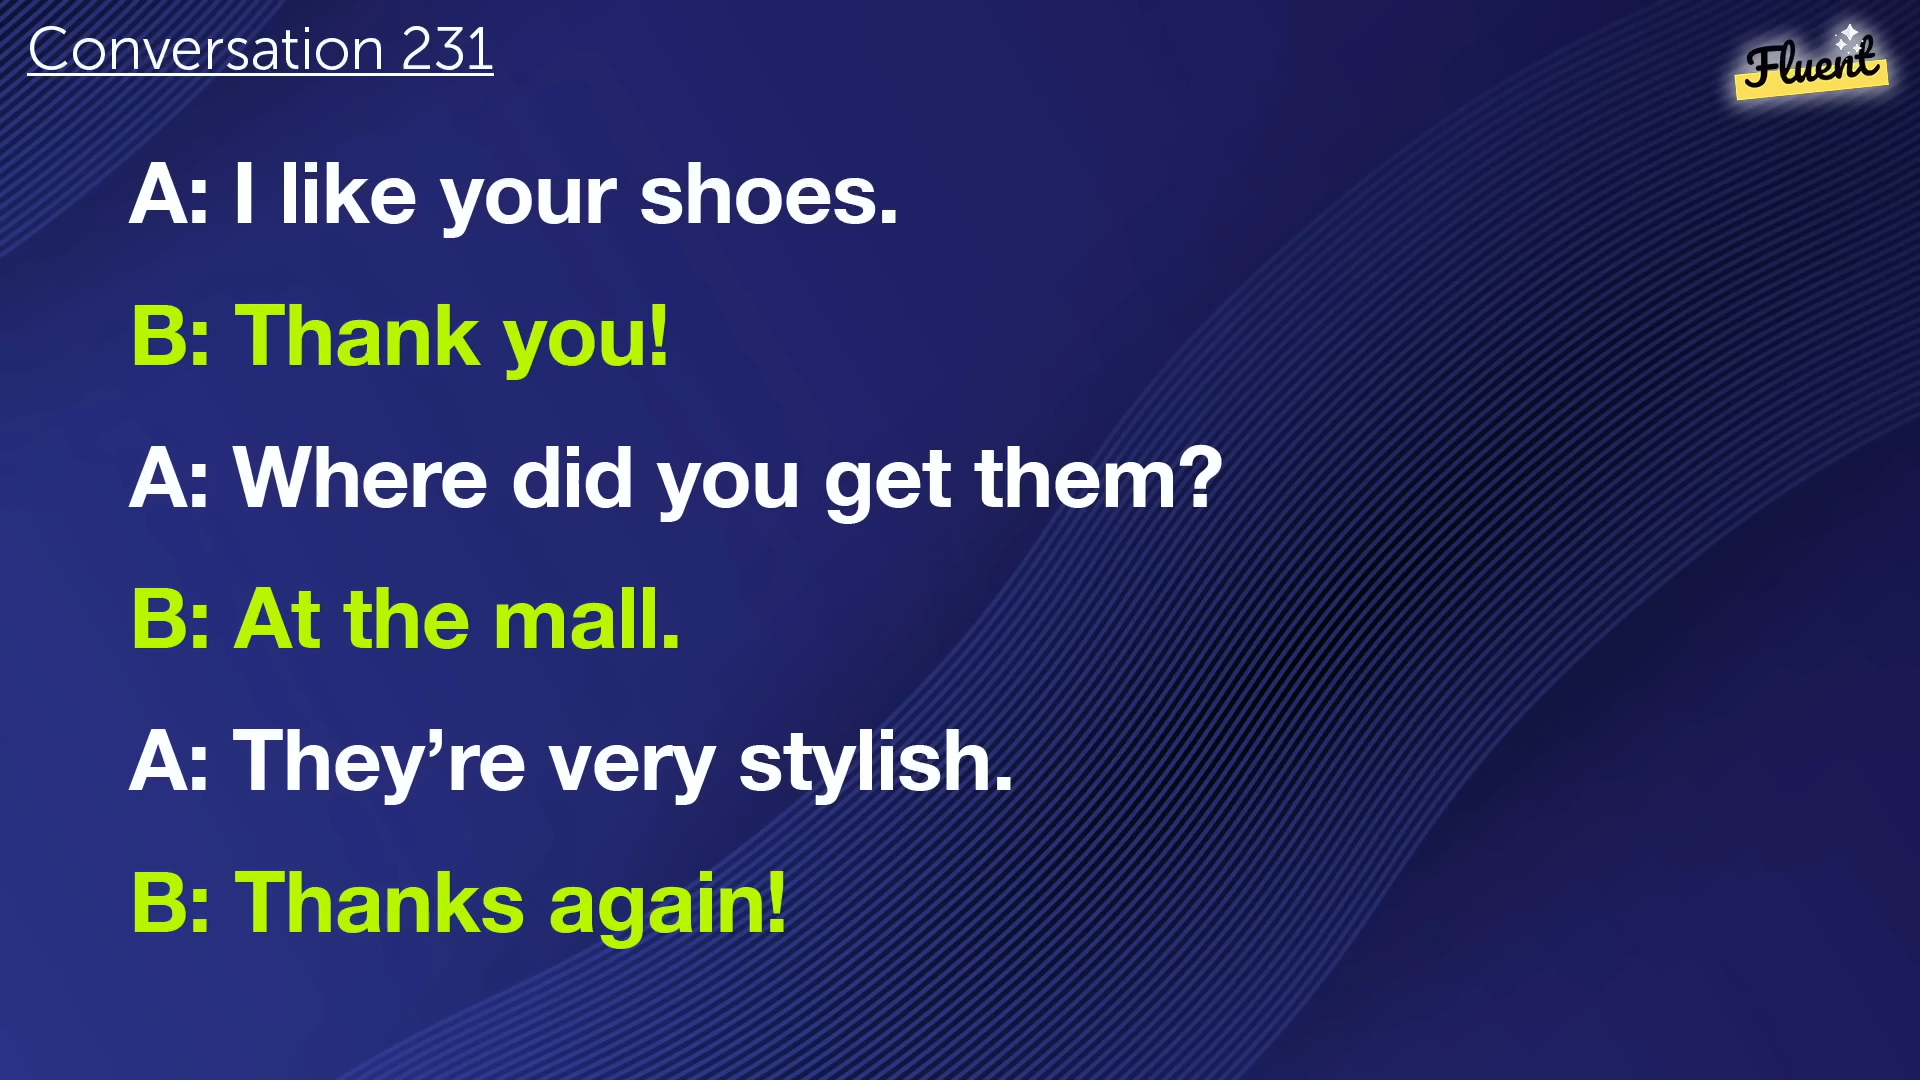 Conversation 231
Fluent
A: I like your shoes.
B: Thank you!
A: Where did you get them?
B: At the mall.
A: They’re very stylish.
B: Thanks again!